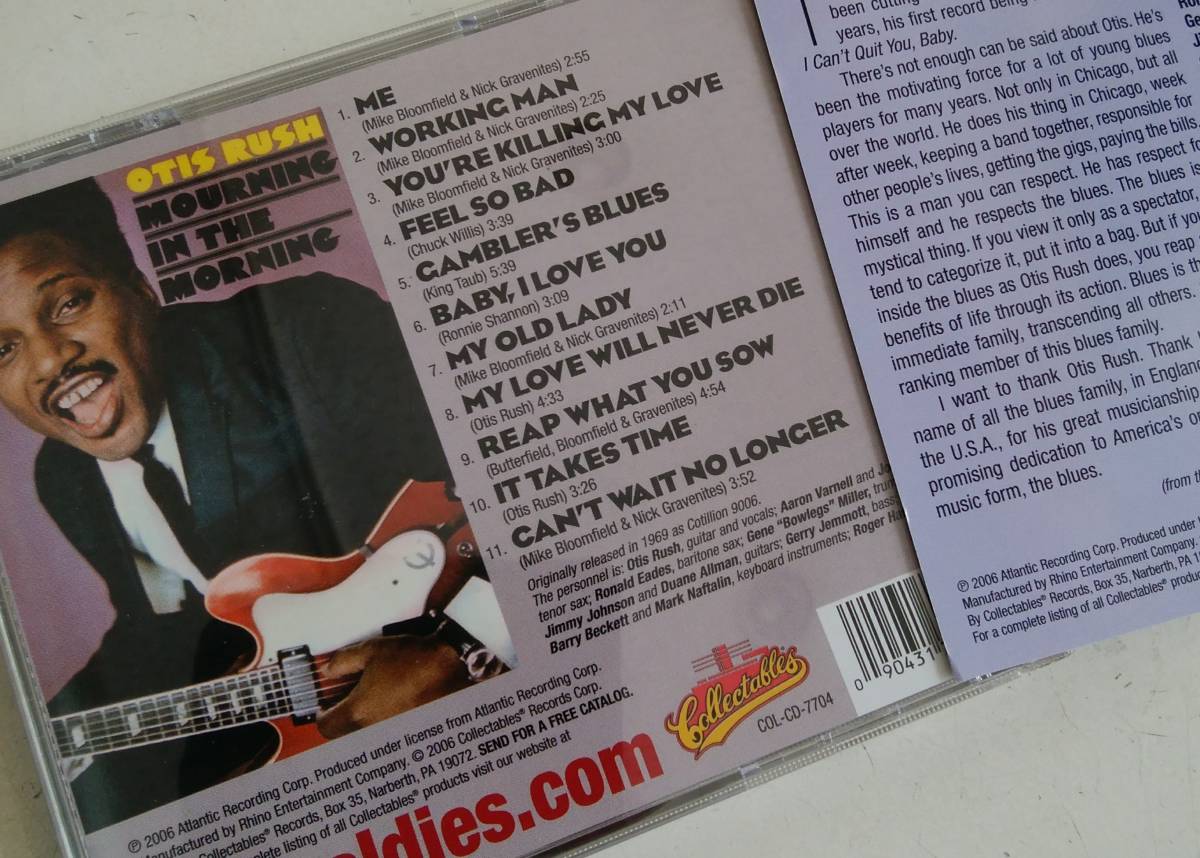 OTIS RUSH
MOURNING
IN THE
MORNING
1. ME
(Mike Bloomfield & Nick Gravenites) 2:55
2. WORKING MAN
(Mike Bloomfield & Nick Gravenites) 2:25
3. YOU'RE KILLING MY LOVE
(Mike Bloomfield & Nick Gravenites) 3:00
4. FEEL SO BAD
(Chuck Willis) 3:39
5. GAMBLER'S BLUES
(King Taub) 5:39
6. BABY, I LOVE YOU
(Ronnie Shannon) 3:09
7. MY OLD LADY
(Mike Bloomfield & Nick Gravenites) 2:11
8. MY LOVE WILL NEVER DIE
(Otis Rush) 4:33
9. REAP WHAT YOU SOW
(Butterfield, Bloomfield & Gravenites) 4:54
10. IT TAKES TIME
(Otis Rush) 3:26
11. CAN'T WAIT NO LONGER
(Mike Bloomfield & Nick Gravenites) 3:52
Originally released in 1969 as Cotillion 9006.
The personnel is: Otis Rush, guitar and vocals; Aaron Varnell and
tenor sax; Ronald Eades, baritone sax; Gene "Bowlegs" Miller,
Jimmy Johnson and Duane Allman, guitars; Gerry Jemmott, bass;
Barry Beckett and Mark Naftalin, keyboard instruments; Roger
℗ 2006 Atlantic Recording Corp. Produced under license from Atlantic Recording Corp.
Manufactured by Rhino Entertainment Company. © 2006 Collectables® Records Corp.
Collectables® Records, Box 35, Narberth, PA 19072. SEND FOR A FREE CATALOG.
complete listing of all Collectables® products visit our website at
oldies.com
Collectables
COL-CD-7704
0 90431
been cutting
years, his first record being
I Can't Quit You, Baby.
There's not enough can be said about Otis. He's
been the motivating force for a lot of young blues
players for many years. Not only in Chicago, but all
over the world. He does his thing in Chicago, week
after week, keeping a band together, responsible for
other people's lives, getting the gigs, paying the bills.
This is a man you can respect. He has respect for
himself and he respects the blues. The blues is
mystical thing. If you view it only as a spectator,
tend to categorize it, put it into a bag. But if you
inside the blues as Otis Rush does, you reap
benefits of life through its action. Blues is th
immediate family, transcending all others.
ranking member of this blues family.
I want to thank Otis Rush. Thank
name of all the blues family, in England
the U.S.A., for his great musicianship
promising dedication to America's o
music form, the blues.
(from th
℗ 2006 Atlantic Recording Corp. Produced under
Manufactured by Rhino Entertainment Company.
By Collectables® Records, Box 35, Narberth, PA
For a complete listing of all Collectables® produc